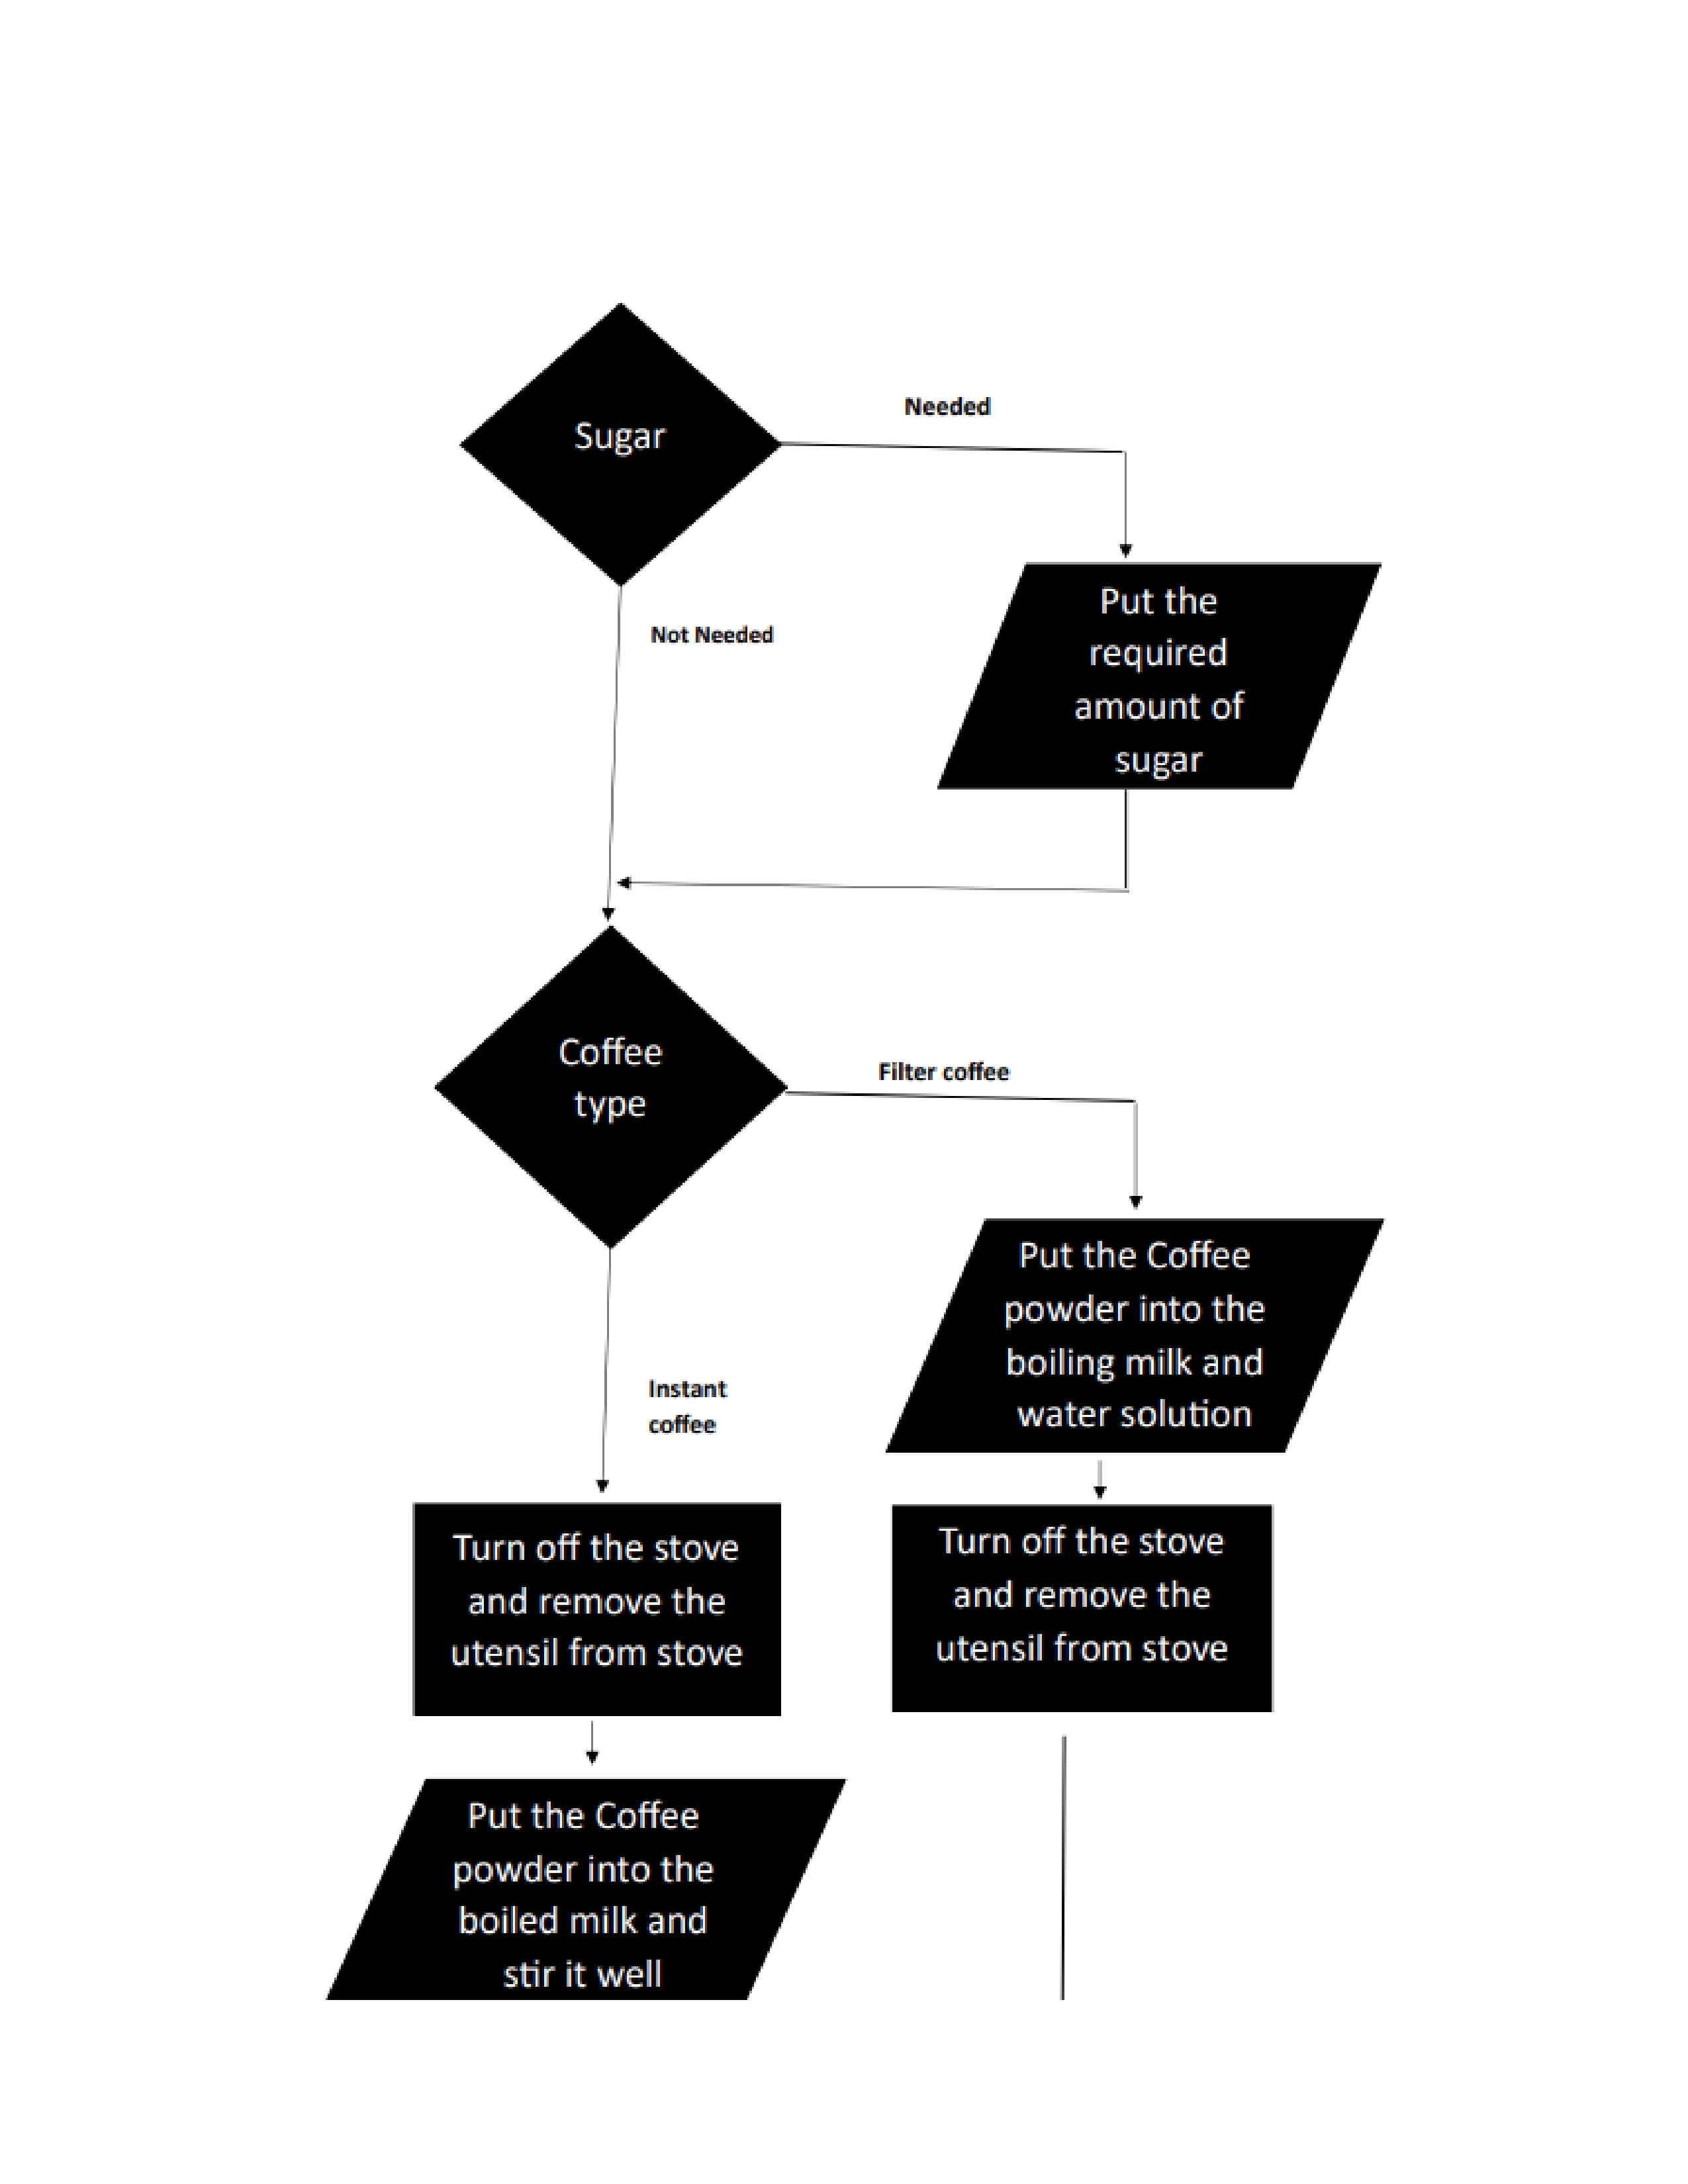 Sugar
Needed
Not Needed
Put the
required
amount of
sugar
Coffee
type
Filter coffee
Put the Coffee
powder into the
boiling milk and
water solution
Instant
coffee
Turn off the stove
and remove the
utensil from stove
Turn off the stove
and remove the
utensil from stove
Put the Coffee
powder into the
boiled milk and
stir it well